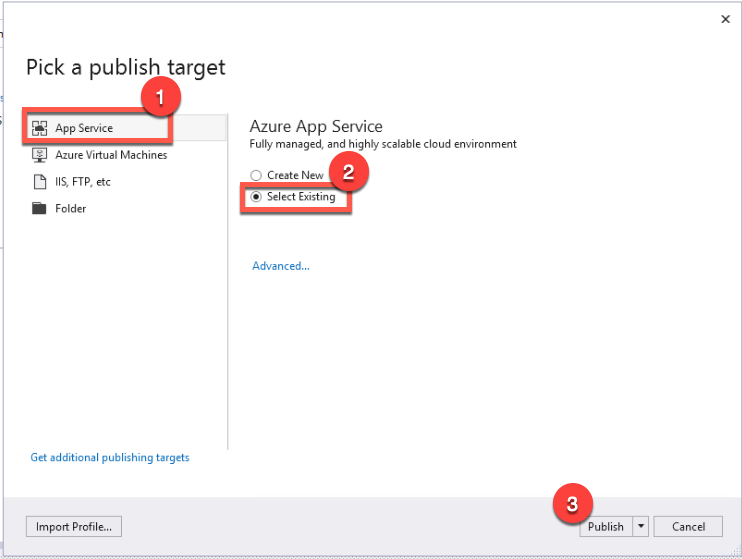 Pick a publish target
1
App Service
Azure Virtual Machines
IIS, FTP, etc
Folder
Get additional publishing targets
Azure App Service
Fully managed, and highly scalable cloud environment
Create New
2
Select Existing
Advanced...
3
Import Profile...
Publish
Cancel